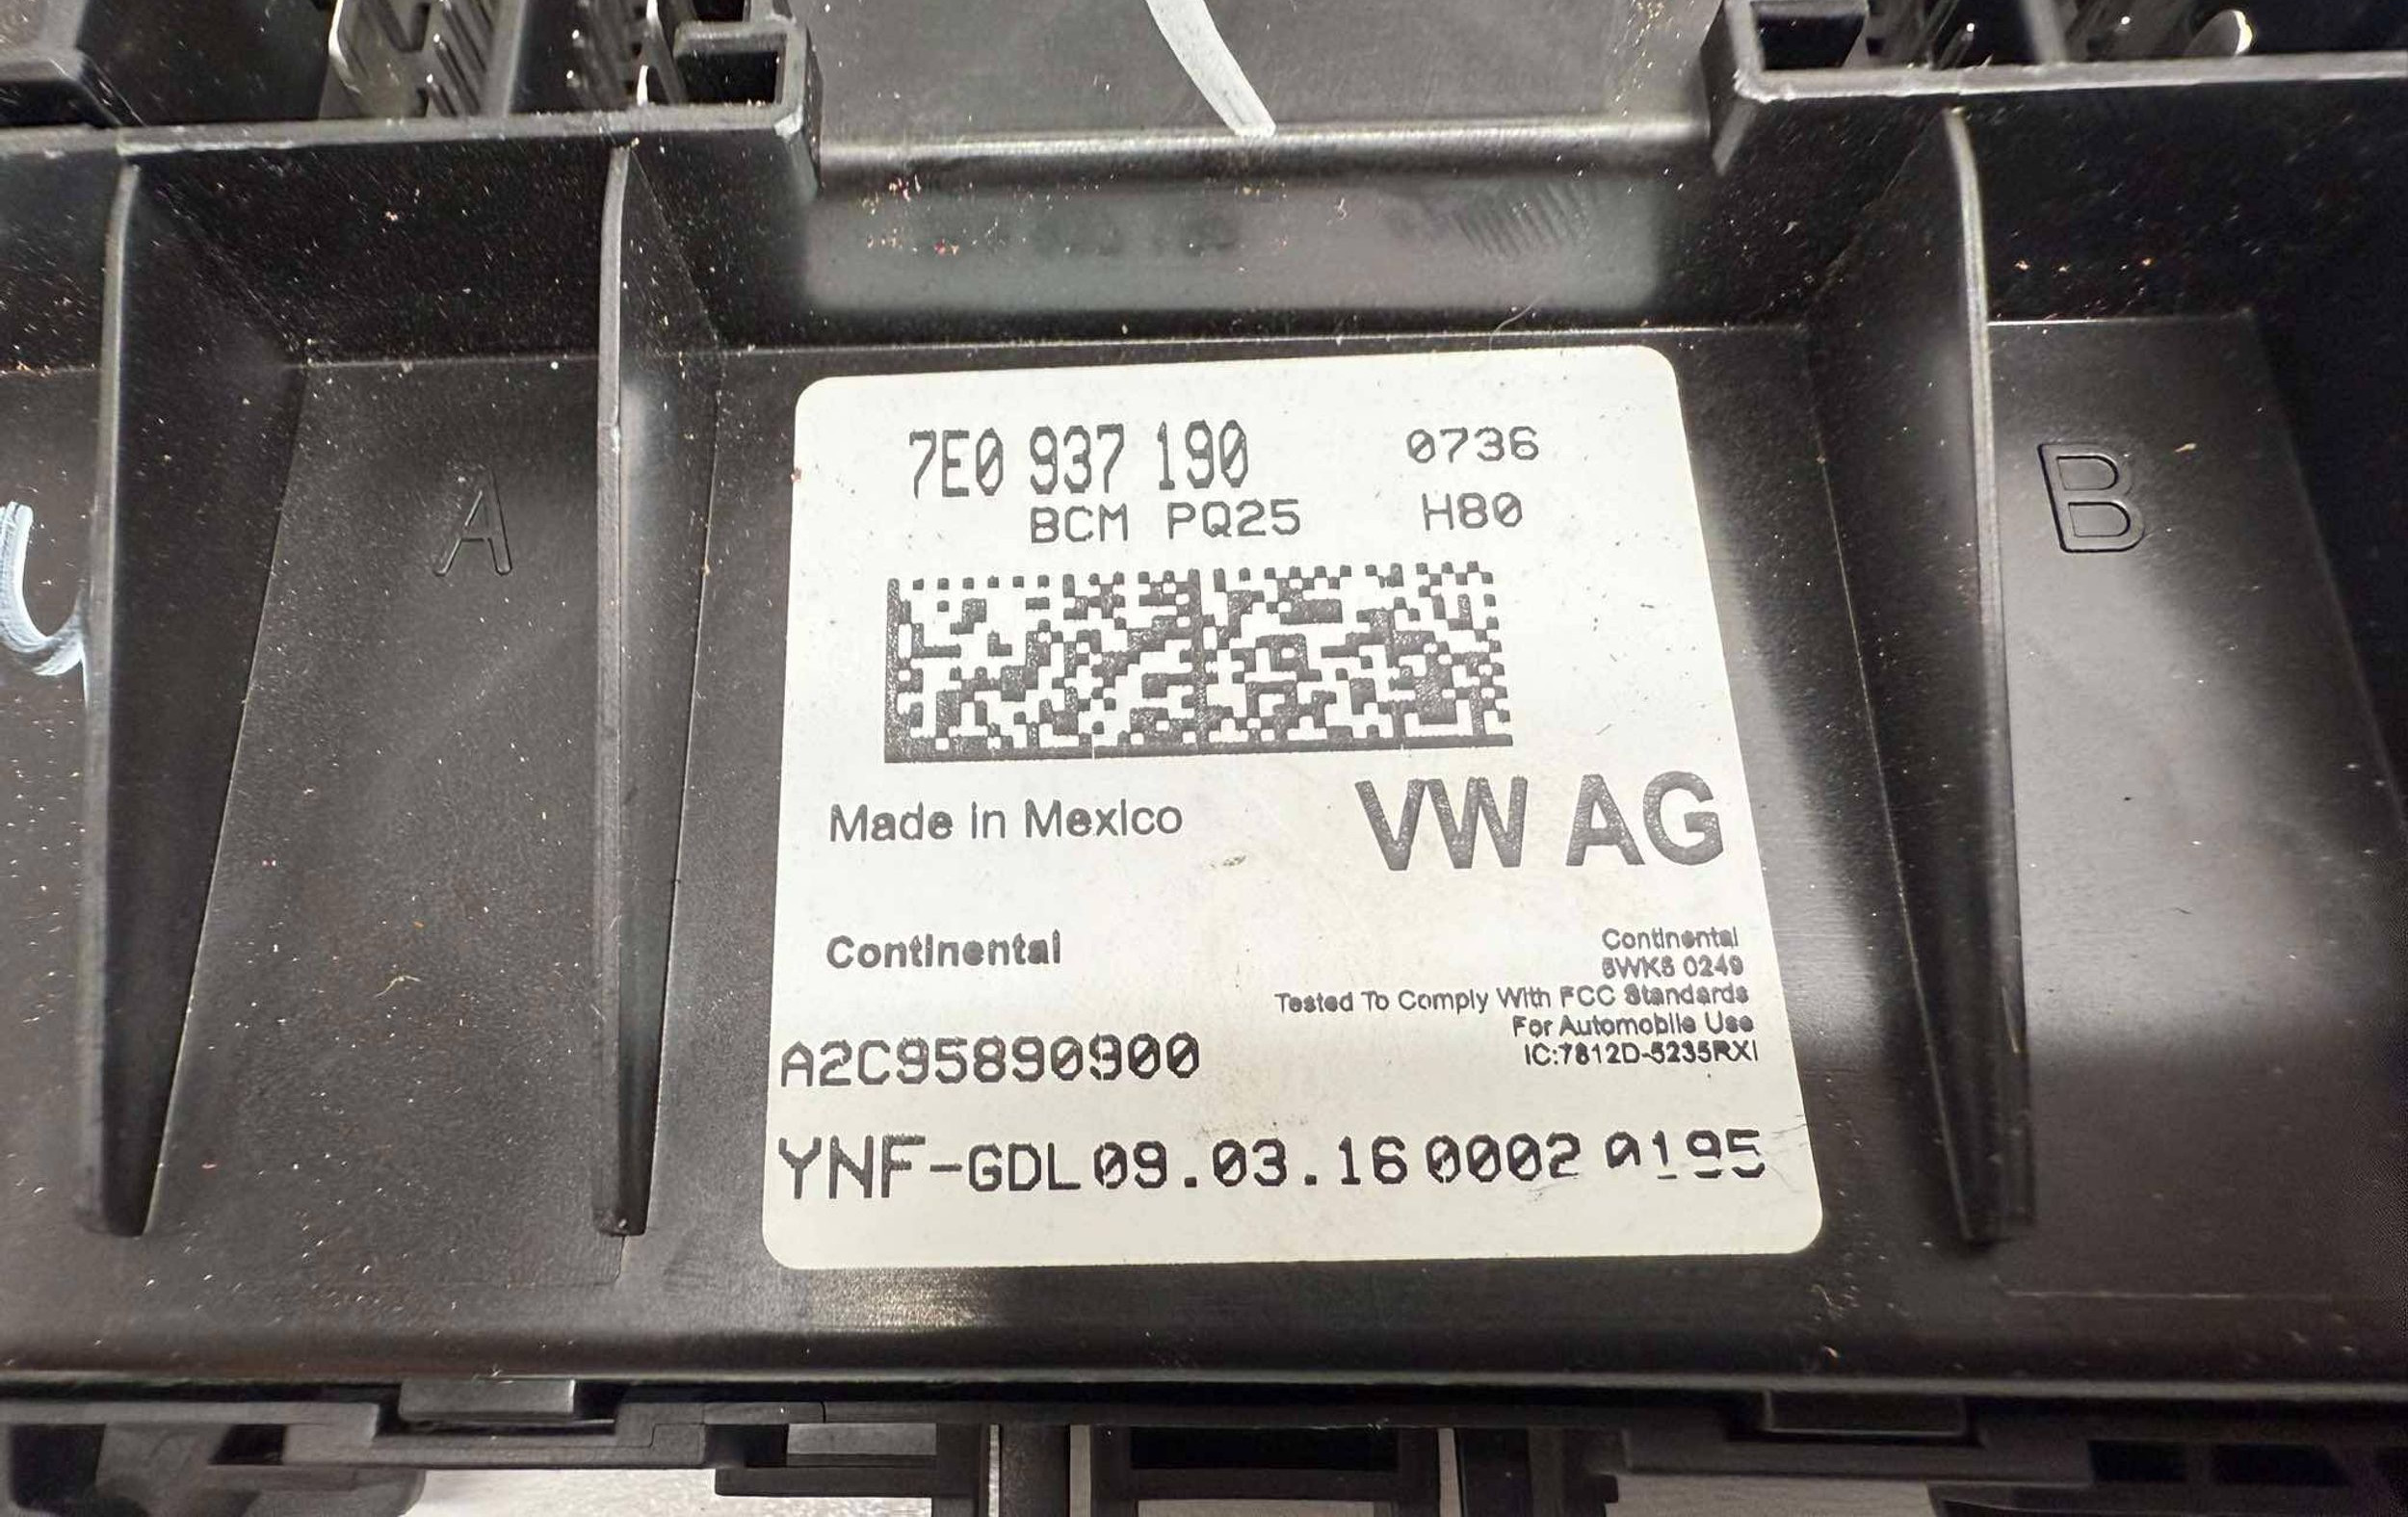 7E0 937 190 0736
BCM PQ25 H80
A
B
Made in Mexico
VW AG
Continental
Continental
5WK5 0249
Tested To Comply With FCC Standards
For Automobile Use
IC:7812D-5235RXI
A2C95890900
YNF-GDL 09.03.16 0002 0195